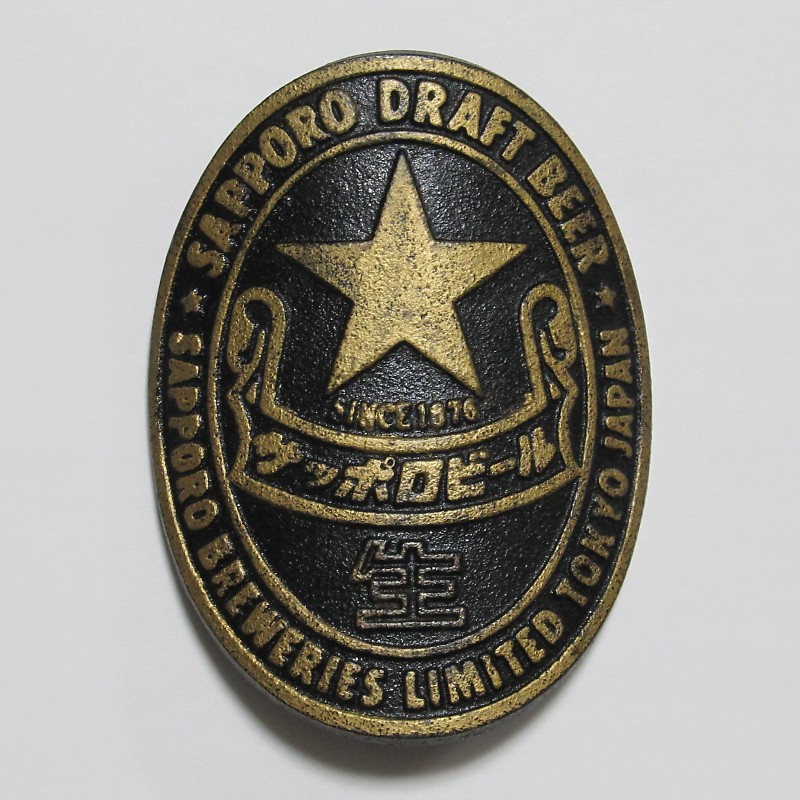 SAPPORO DRAFT BEER
SINCE 1876
サッポロビール
生
SAPPORO BREWERIES LIMITED TOKYO JAPAN